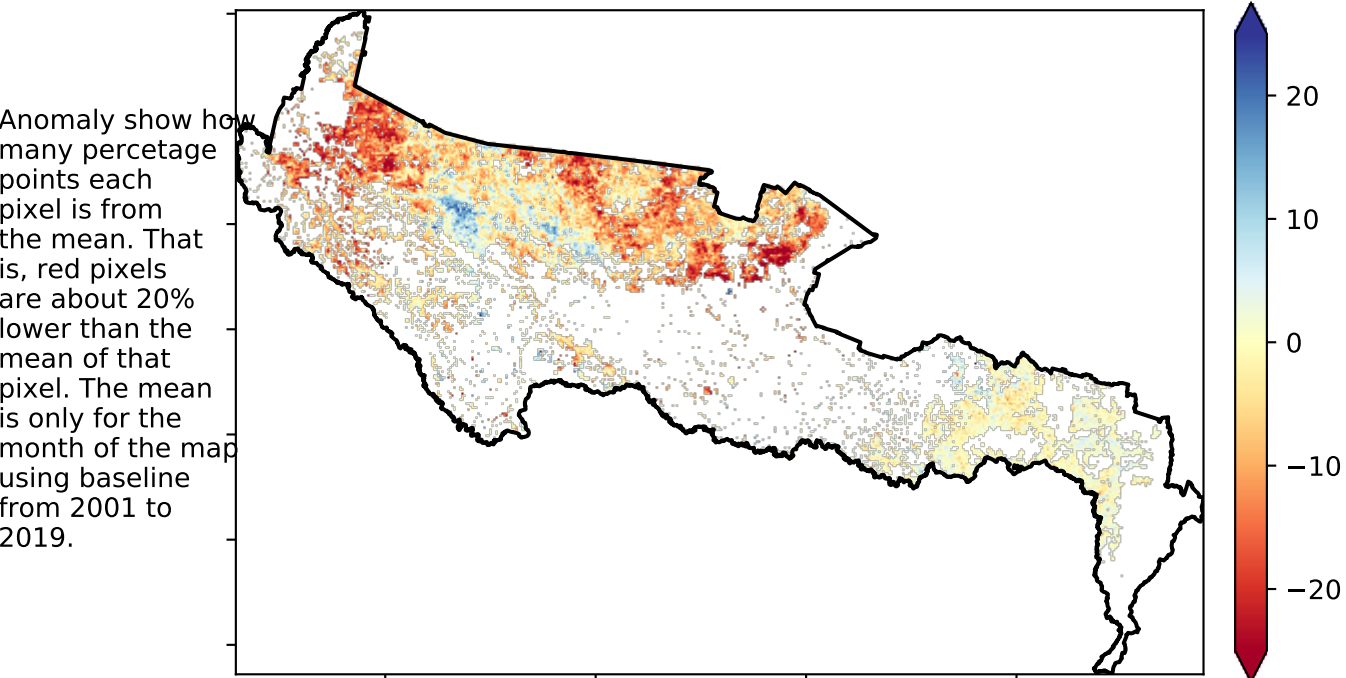 Anomaly show how
many percetage
points each
pixel is from
the mean. That
is, red pixels
are about 20%
lower than the
mean of that
pixel. The mean
is only for the
month of the map
using baseline
from 2001 to
2019.
20
10
0
−10
−20